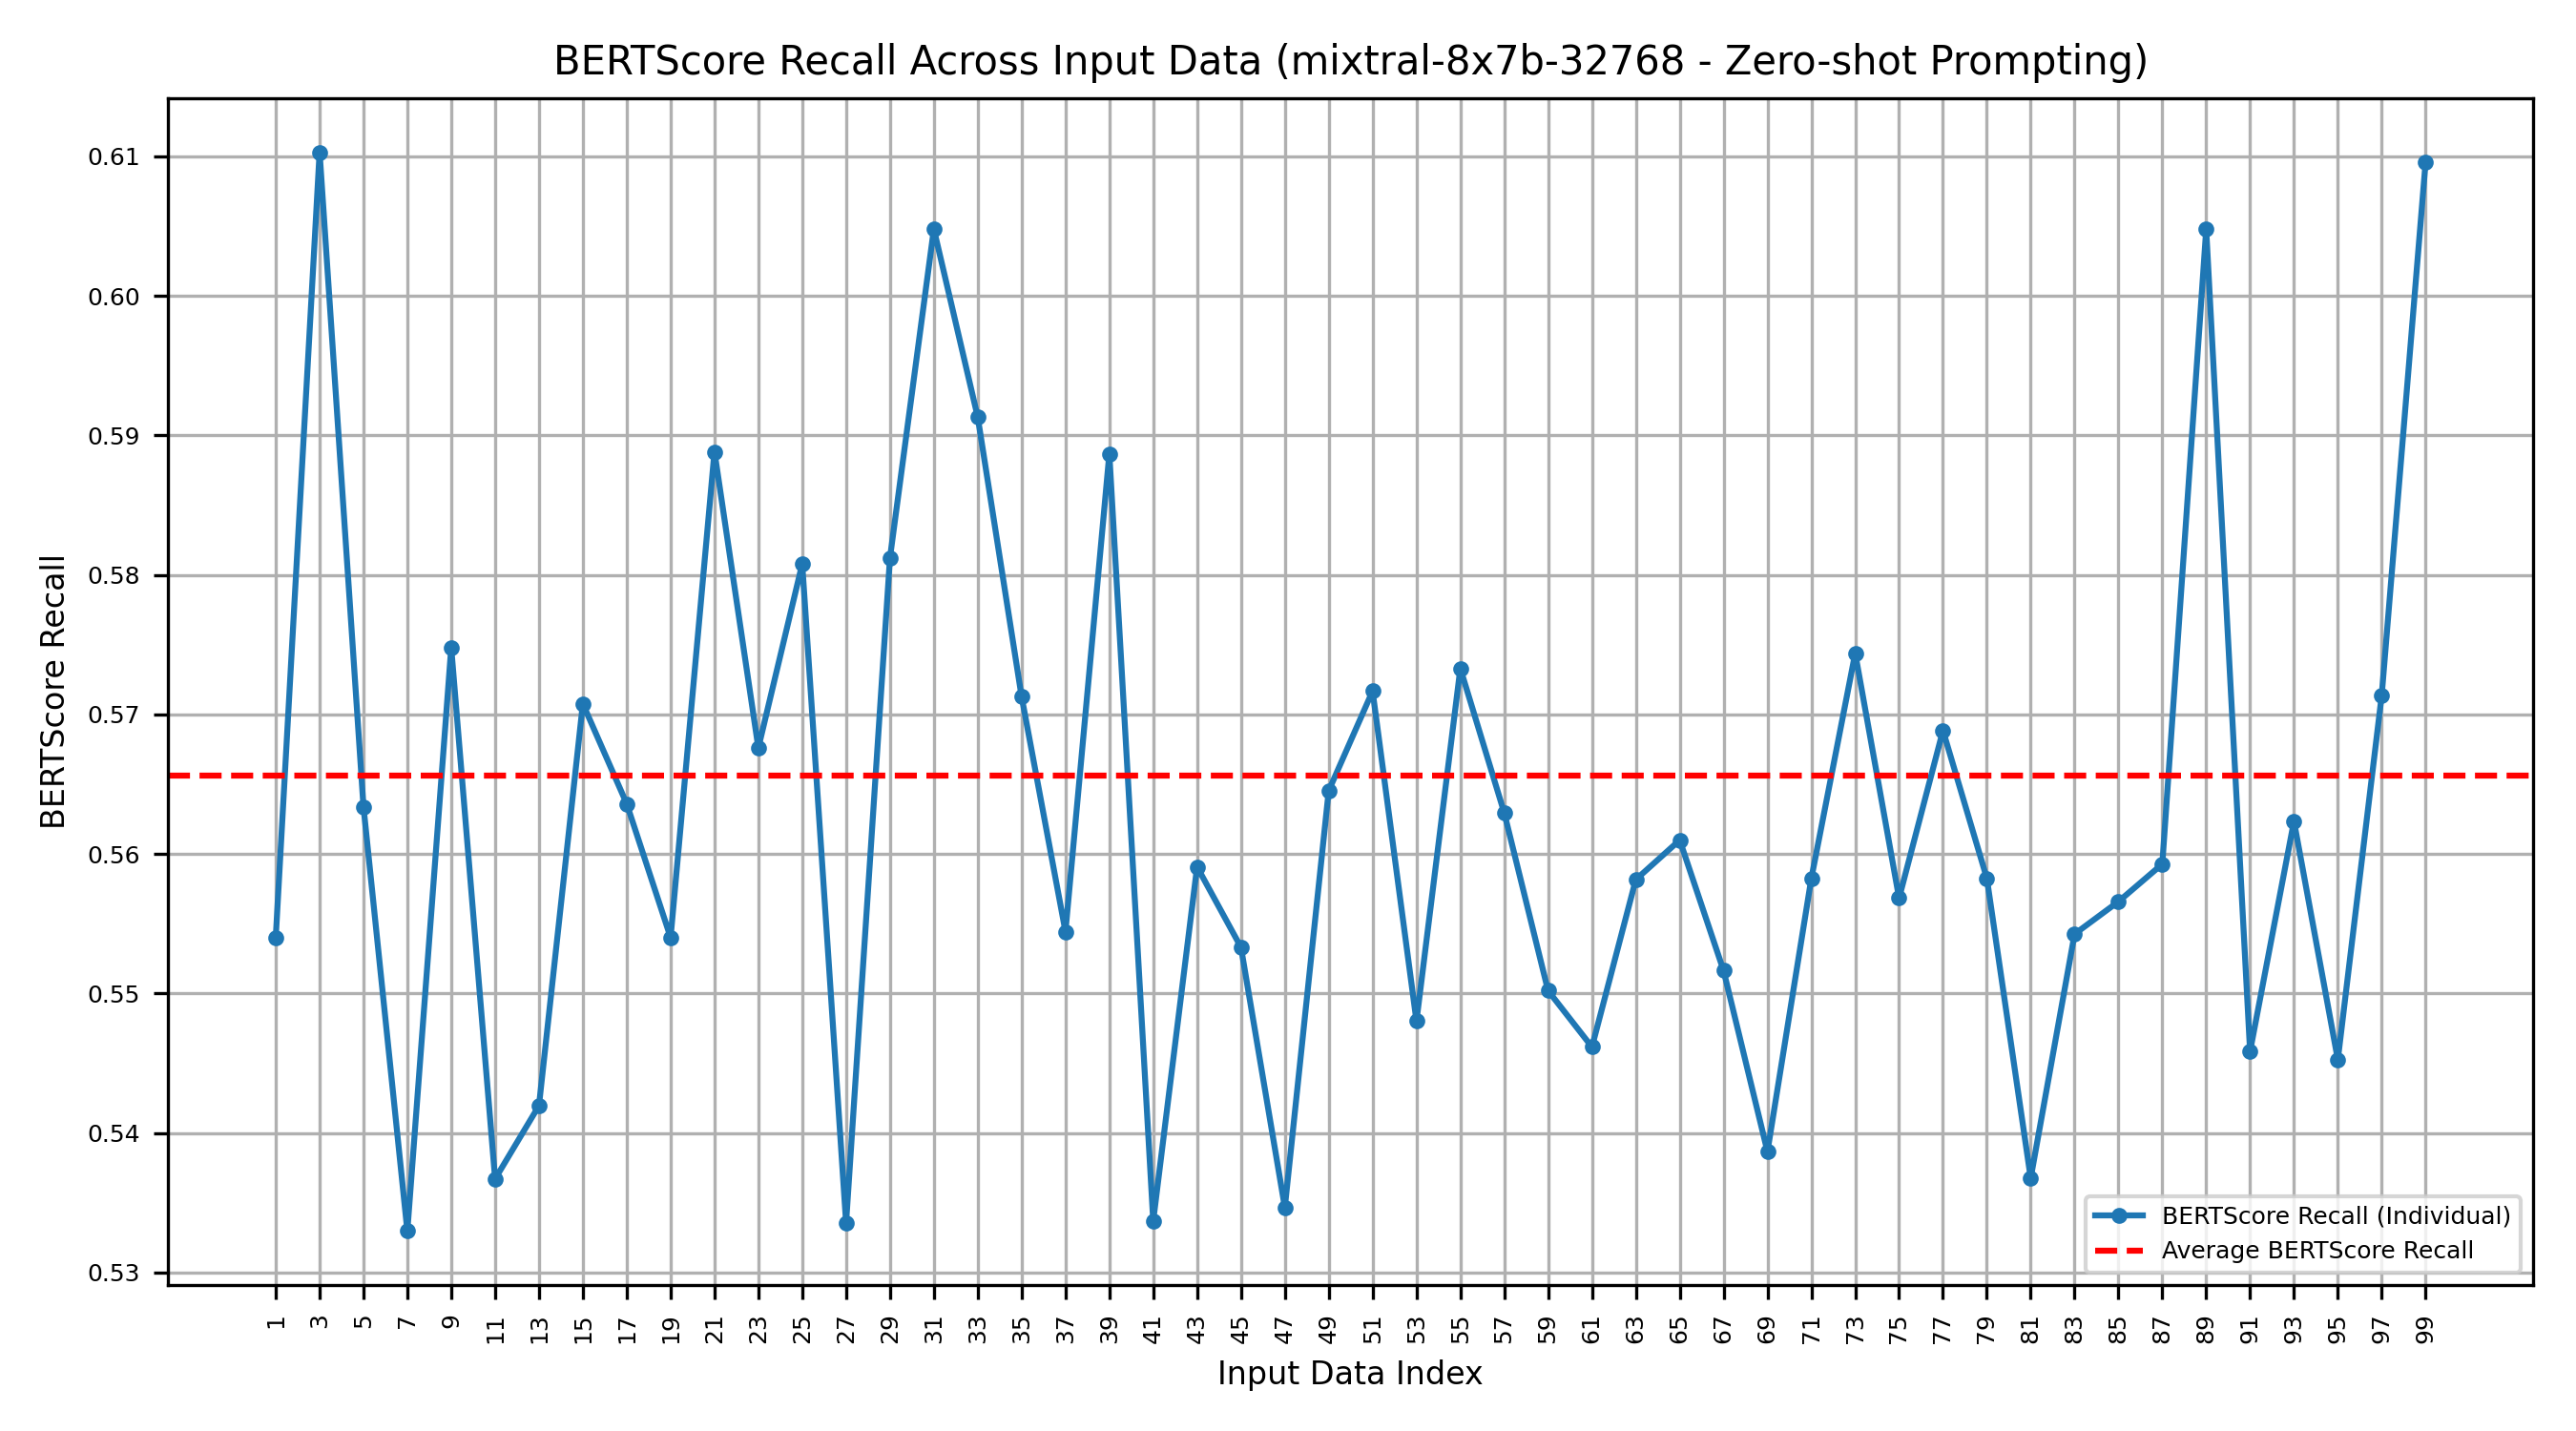 BERTScore Recall Across Input Data (mixtral-8x7b-32768 - Zero-shot Prompting)
BERTScore Recall
0.61
0.60
0.59
0.58
0.57
0.56
0.55
0.54
0.53
BERTScore Recall (Individual)
Average BERTScore Recall
1 3 5 7 9 11 13 15 17 19 21 23 25 27 29 31 33 35 37 39 41 43 45 47 49 51 53 55 57 59 61 63 65 67 69 71 73 75 77 79 81 83 85 87 89 91 93 95 97 99
Input Data Index